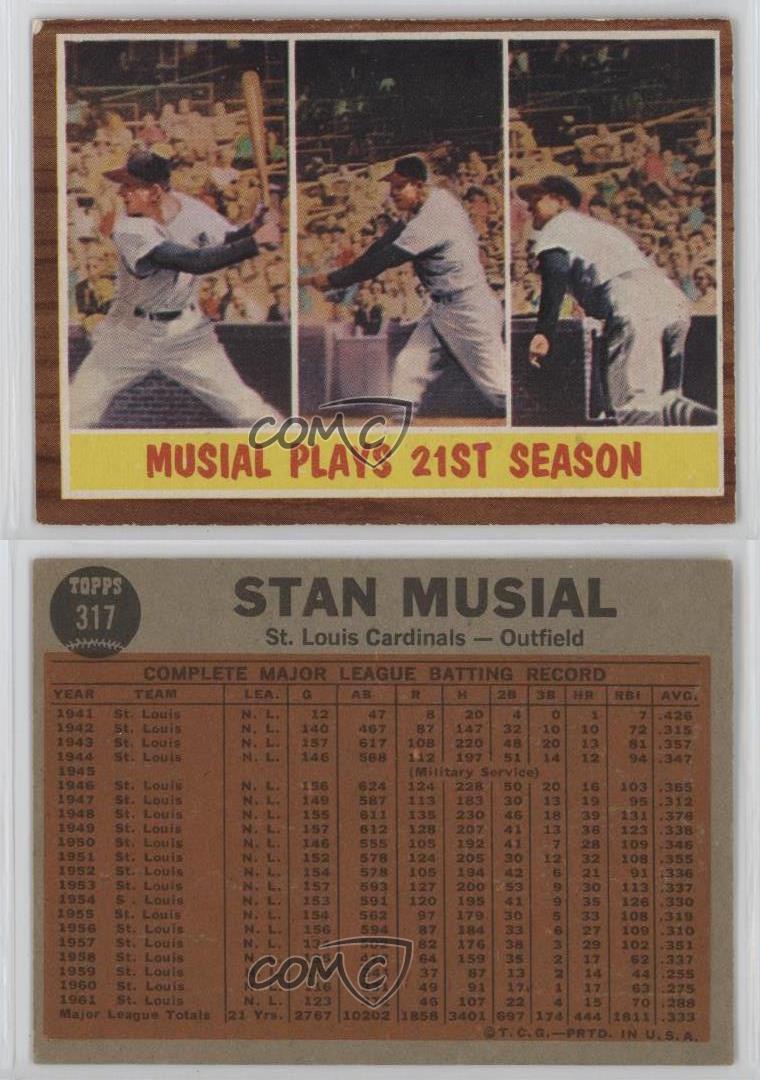 COMC
MUSIAL PLAYS 21ST SEASON
TOPPS
317
STAN MUSIAL
St. Louis Cardinals — Outfield
COMPLETE MAJOR LEAGUE BATTING RECORD
YEAR TEAM LEA. G AB R H 2B 3B HR RBI AVG.
1941 St. Louis N. L. 12 47 8 20 4 0 1 7 .426
1942 St. Louis N. L. 140 467 87 147 32 10 10 72 .315
1943 St. Louis N. L. 157 617 108 220 48 20 13 81 .357
1944 St. Louis N. L. 146 568 112 197 51 14 12 94 .347
1945 (Military Service)
1946 St. Louis N. L. 156 624 124 228 50 20 16 103 .365
1947 St. Louis N. L. 149 587 113 183 30 13 19 95 .312
1948 St. Louis N. L. 155 611 135 230 46 18 39 131 .376
1949 St. Louis N. L. 157 612 128 207 41 13 36 123 .338
1950 St. Louis N. L. 146 555 105 192 41 7 28 109 .346
1951 St. Louis N. L. 152 578 124 205 30 12 32 108 .355
1952 St. Louis N. L. 154 578 105 194 42 6 21 91 .336
1953 St. Louis N. L. 157 593 127 200 53 9 30 113 .337
1954 S . Louis N. L. 153 591 120 195 41 9 35 126 .330
1955 St. Louis N. L. 154 562 97 179 30 5 33 108 .319
1956 St. Louis N. L. 156 594 87 184 33 6 27 109 .310
1957 St. Louis N. L. 82 176 38 3 29 102 .351
1958 St. Louis N. L. 64 159 35 2 17 62 .337
1959 St. Louis 37 87 13 2 14 44 .255
1960 St. Louis 49 91 17 1 17 63 .275
1961 St. Louis N. L. 123 46 107 22 4 15 70 .288
Major League Totals 21 Yrs. 2767 10202 1858 3401 697 174 444 1811 .333
©T.C.G.—PRTD. IN U.S.A.
COMC